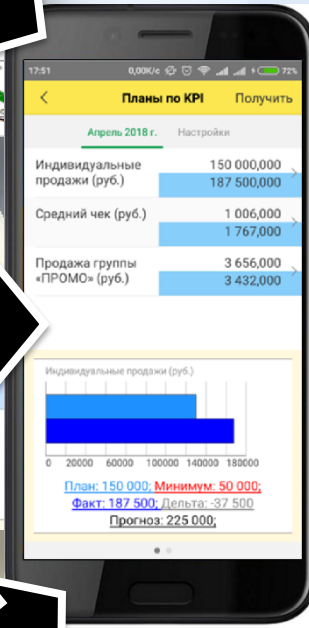 17:51 0,00K/c 72%
< Планы по KPI Получить
Апрель 2018 г. Настройки
Индивидуальные продажи (руб.) 150 000,000
187 500,000
Средний чек (руб.) 1 006,000
1 767,000
Продажа группы «ПРОМО» (руб.) 3 656,000
3 432,000
Индивидуальные продажи (руб.)
0 20000 60000 100000 140000 180000
План: 150 000; Минимум: 50 000;
Факт: 187 500; Дельта: -37 500
Прогноз: 225 000;